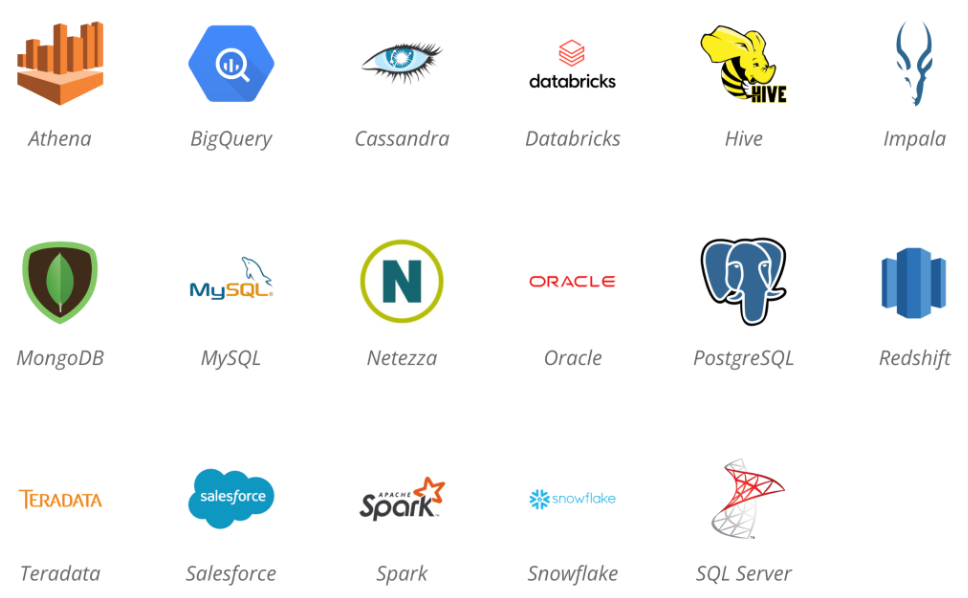 databricks
HIVE
Athena BigQuery Cassandra Databricks Hive Impala
MySQL®
N
ORACLE
MongoDB MySQL Netezza Oracle PostgreSQL Redshift
TERADATA
salesforce
APACHE
Spark™
snowflake
Teradata Salesforce Spark Snowflake SQL Server